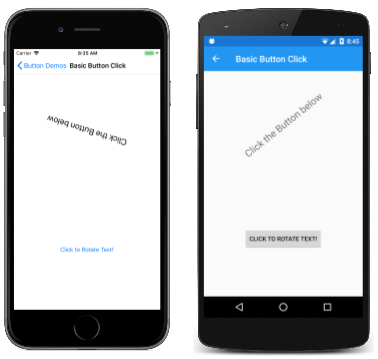 Carrier 8:35 AM
Button Demos Basic Button Click
Click the Button below
Click to Rotate Text!
8:45
Basic Button Click
Click the Button below
CLICK TO ROTATE TEXT!